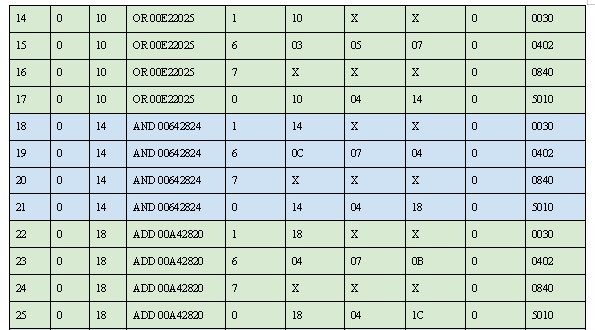 14 0 10 OR 00E22025 1 10 X X 0 0030
15 0 10 OR 00E22025 6 03 05 07 0 0402
16 0 10 OR 00E22025 7 X X X 0 0840
17 0 10 OR 00E22025 0 10 04 14 0 5010
18 0 14 AND 00642824 1 14 X X 0 0030
19 0 14 AND 00642824 6 0C 07 04 0 0402
20 0 14 AND 00642824 7 X X X 0 0840
21 0 14 AND 00642824 0 14 04 18 0 5010
22 0 18 ADD 00A42820 1 18 X X 0 0030
23 0 18 ADD 00A42820 6 04 07 0B 0 0402
24 0 18 ADD 00A42820 7 X X X 0 0840
25 0 18 ADD 00A42820 0 18 04 1C 0 5010